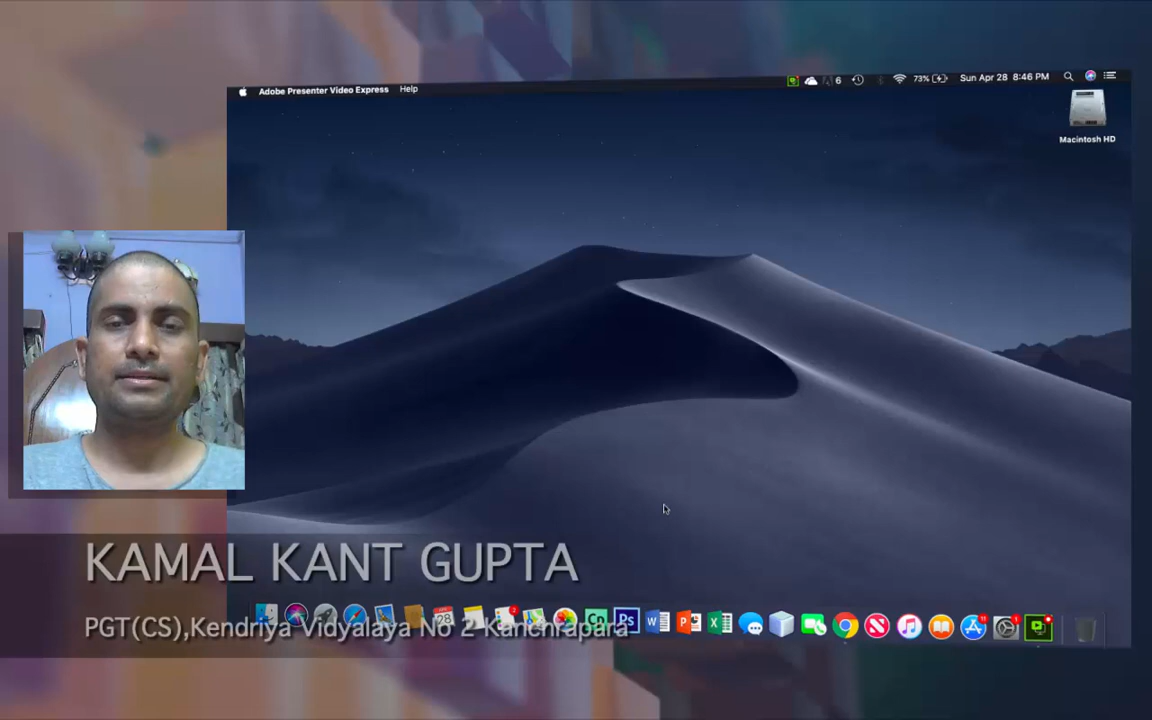 Adobe Presenter Video Express Help 6 73% Sun Apr 28 8:46 PM
Macintosh HD
KAMAL KANT GUPTA
PGT(CS),Kendriya Vidyalaya No 2 Kanchrapara